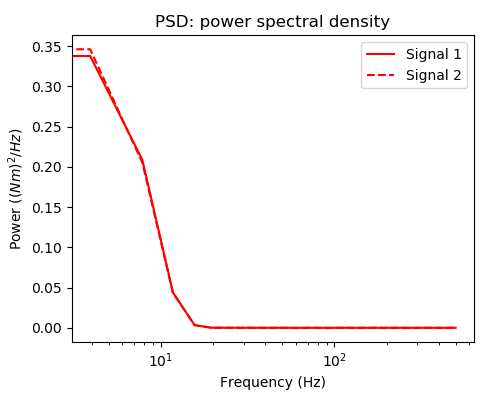 PSD: power spectral density
Signal 1
Signal 2
Power ((Nm)²/Hz)
0.35
0.30
0.25
0.20
0.15
0.10
0.05
0.00
10¹
10²
Frequency (Hz)